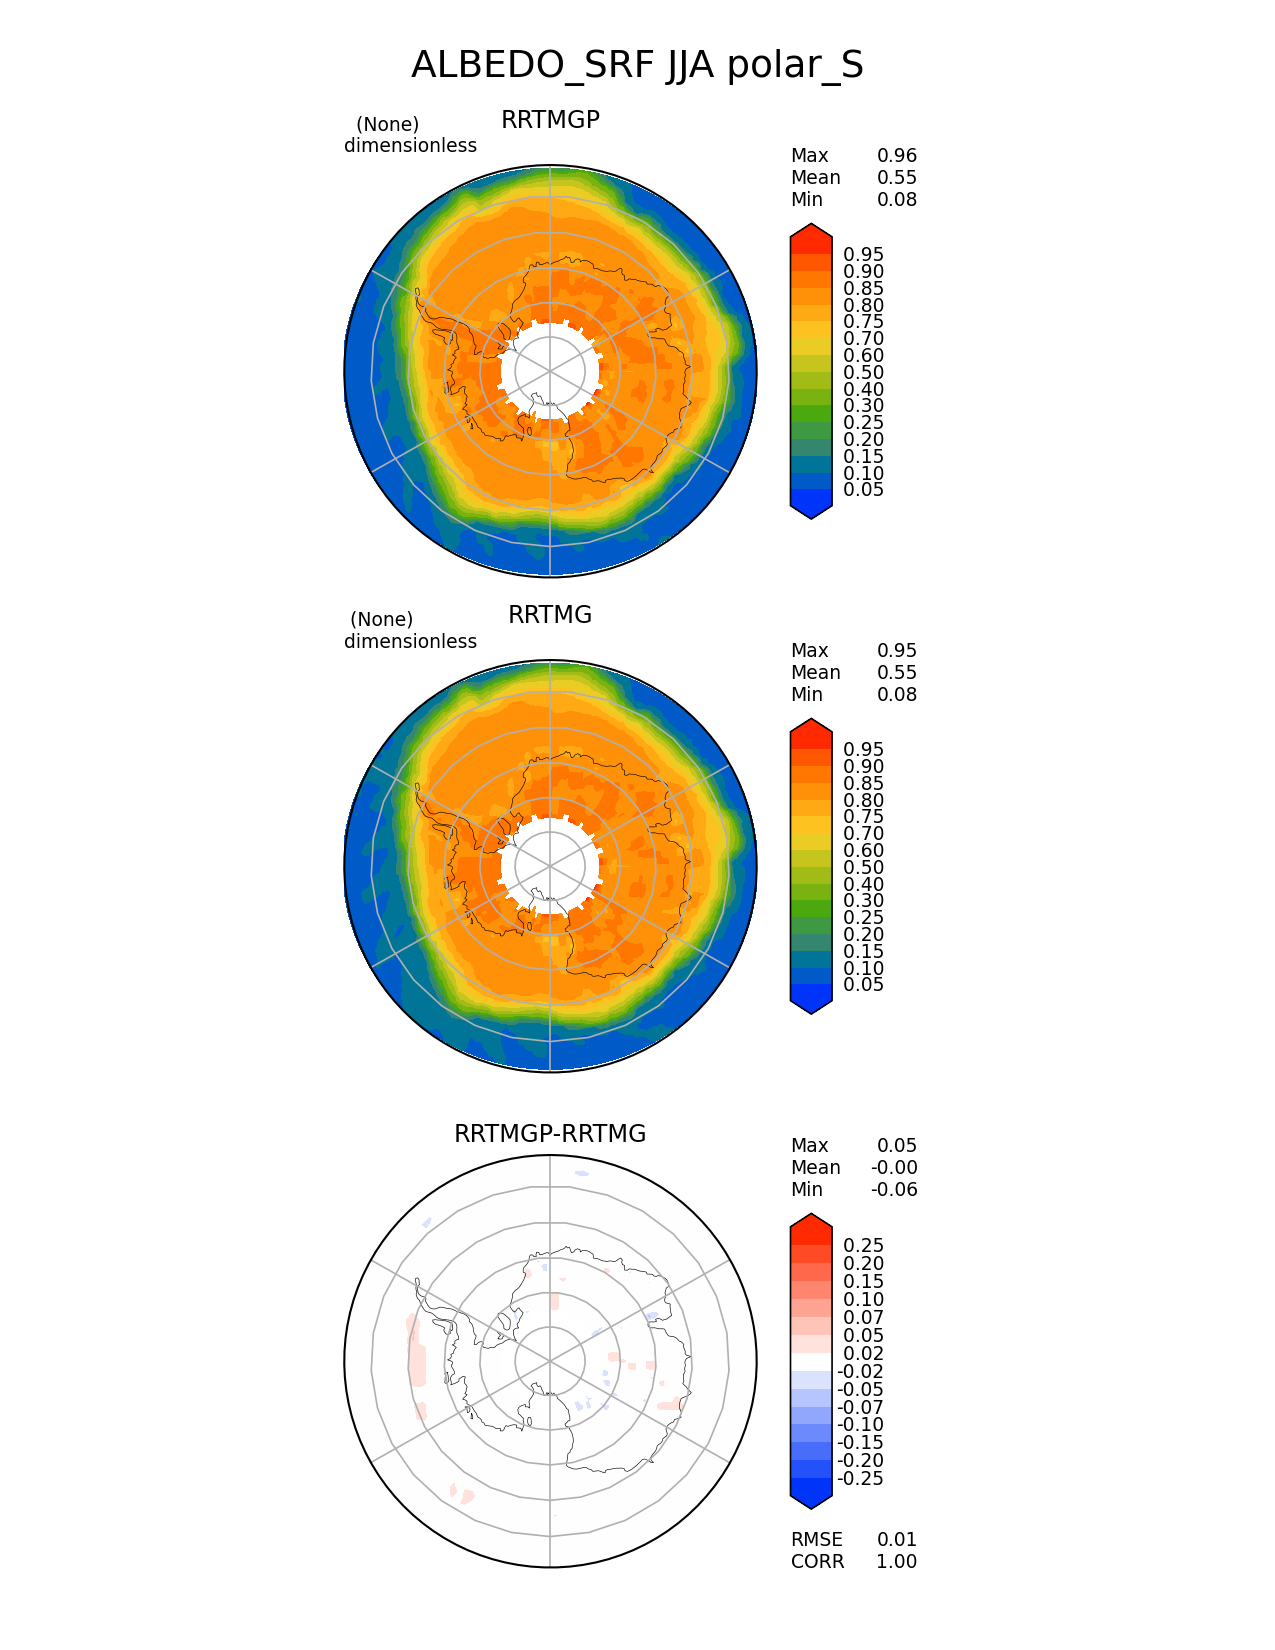 ALBEDO_SRF JJA polar_S
(None)
dimensionless
RRTMGP
Max 0.96
Mean 0.55
Min 0.08
0.95
0.90
0.85
0.80
0.75
0.70
0.60
0.50
0.40
0.30
0.25
0.20
0.15
0.10
0.05
(None)
dimensionless
RRTMG
Max 0.95
Mean 0.55
Min 0.08
0.95
0.90
0.85
0.80
0.75
0.70
0.60
0.50
0.40
0.30
0.25
0.20
0.15
0.10
0.05
RRTMGP-RRTMG
Max 0.05
Mean -0.00
Min -0.06
0.25
0.20
0.15
0.10
0.07
0.05
0.02
-0.02
-0.05
-0.07
-0.10
-0.15
-0.20
-0.25
RMSE 0.01
CORR 1.00